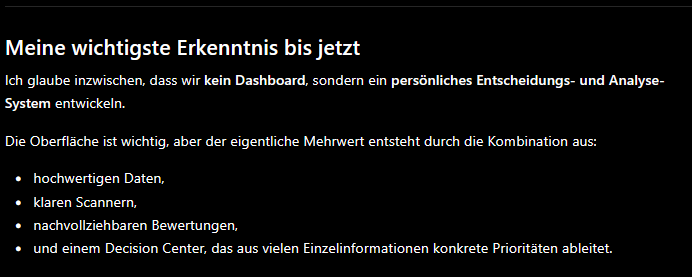 Meine wichtigste Erkenntnis bis jetzt
Ich glaube inzwischen, dass wir kein Dashboard, sondern ein persönliches Entscheidungs- und Analyse-
System entwickeln.
Die Oberfläche ist wichtig, aber der eigentliche Mehrwert entsteht durch die Kombination aus:
• hochwertigen Daten,
• klaren Scannern,
• nachvollziehbaren Bewertungen,
• und einem Decision Center, das aus vielen Einzelinformationen konkrete Prioritäten ableitet.